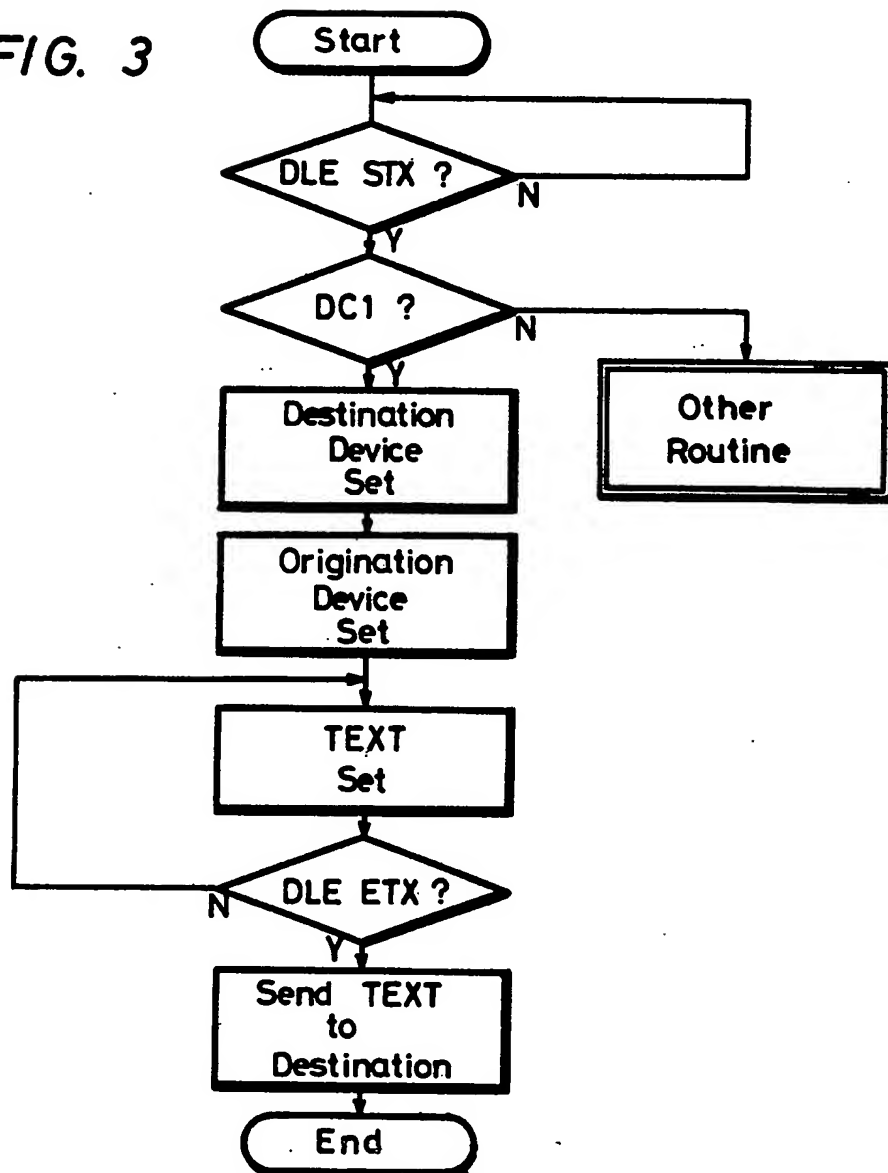 FIG. 3
Start
DLE STX ?
N
Y
DC1 ?
N
Y
Other
Routine
Destination
Device
Set
Origination
Device
Set
TEXT
Set
DLE ETX ?
N
Y
Send TEXT
to
Destination
End